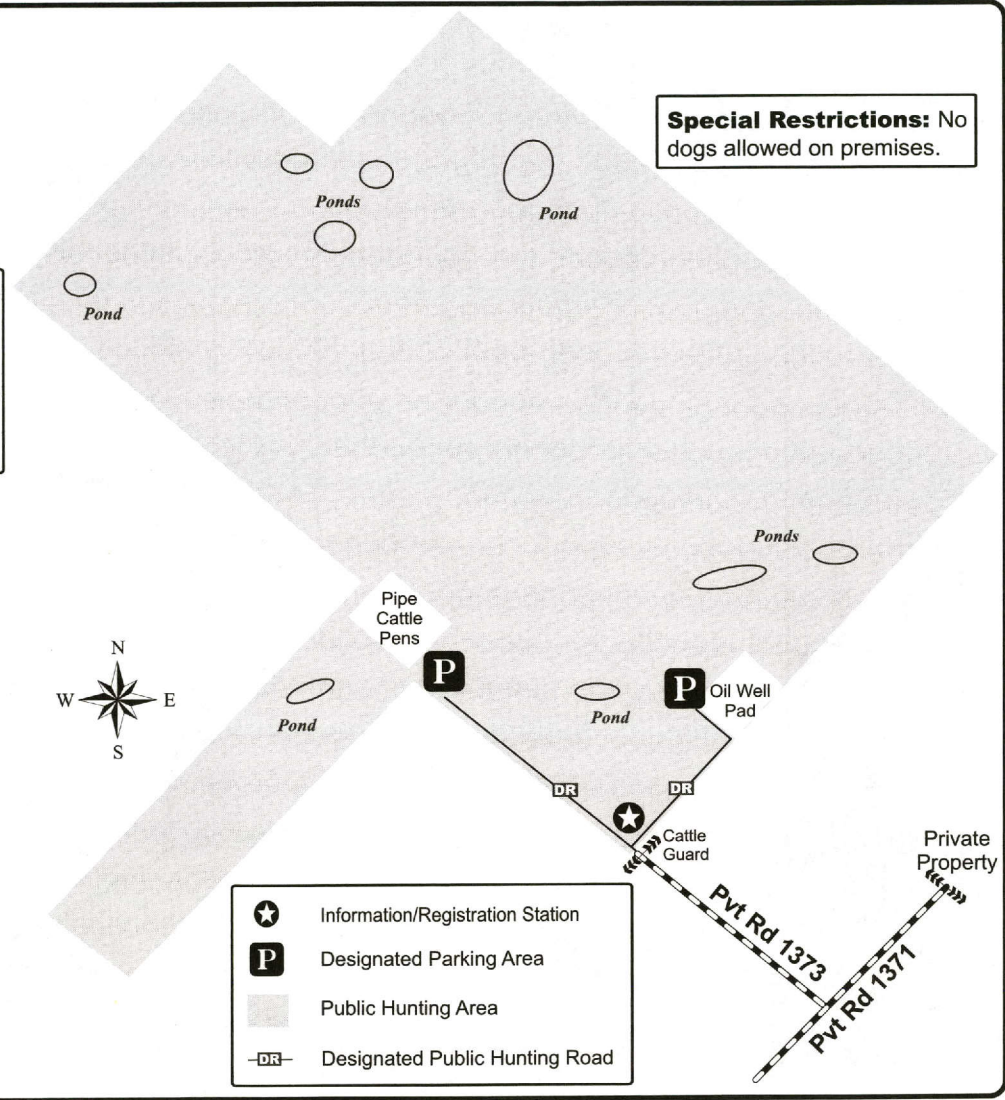 Special Restrictions: No
dogs allowed on premises.
Ponds
Pond
Pond
Ponds
Pipe
Cattle
Pens
P
P
Oil Well
Pad
N
W
E
S
Pond
Pond
DR
DR
Cattle
Guard
Private
Property
Pvt Rd 1373
Pvt Rd 1371
Information/Registration Station
P Designated Parking Area
Public Hunting Area
DR Designated Public Hunting Road